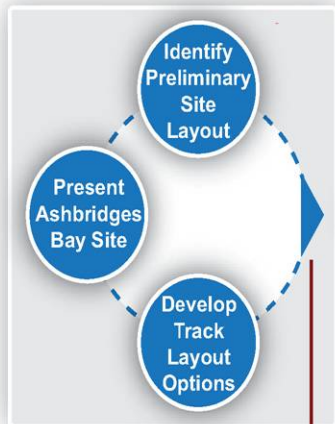 Identify
Preliminary
Site
Layout
Present
Ashbridges
Bay Site
Develop
Track
Layout
Options